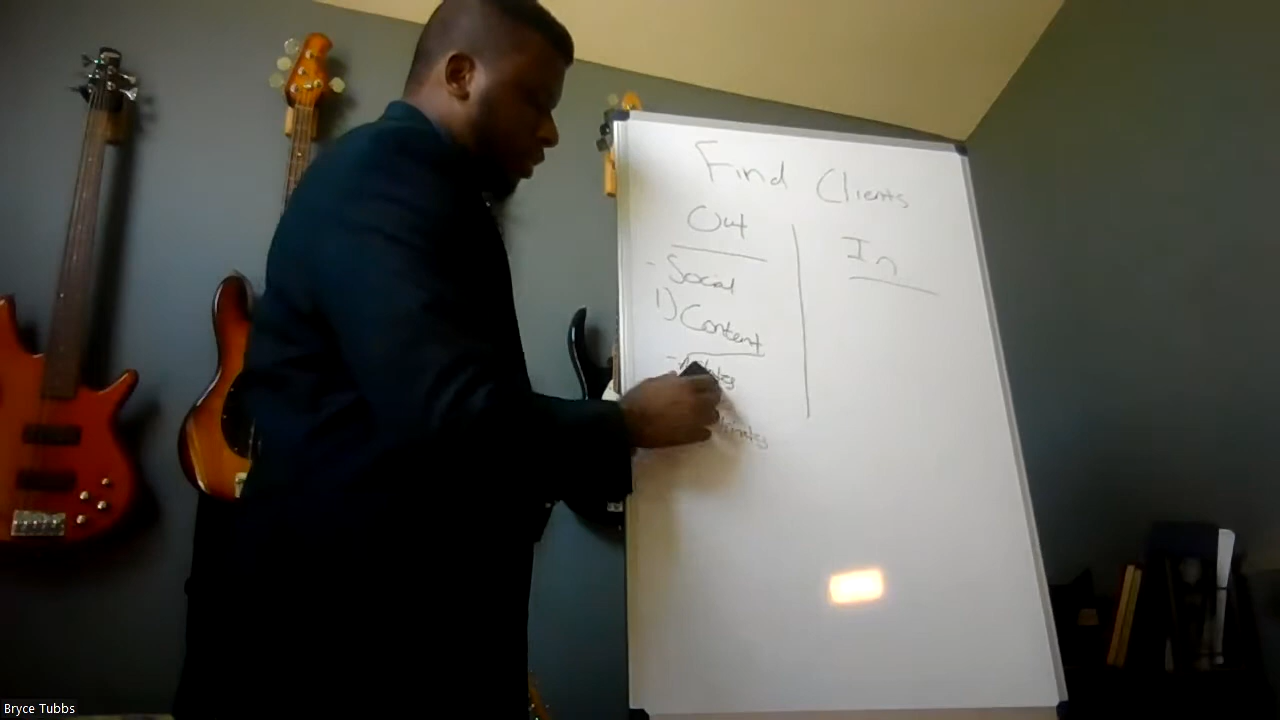 Find Clients
Out
In
- Social
1) Content
Bryce Tubbs